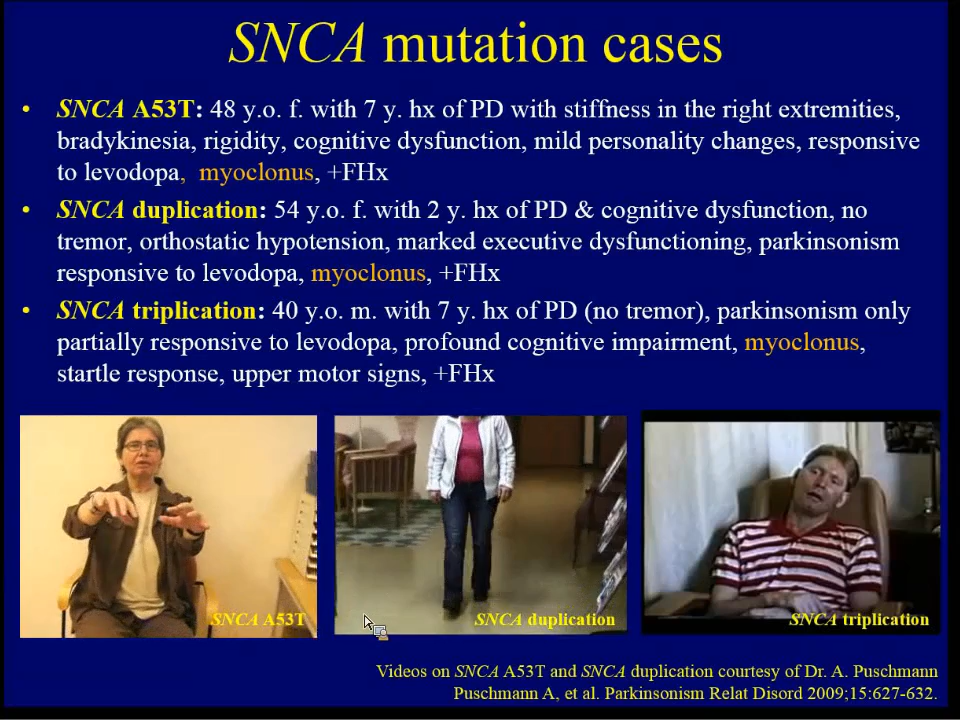 SNCA mutation cases
• SNCA A53T: 48 y.o. f. with 7 y. hx of PD with stiffness in the right extremities,
bradykinesia, rigidity, cognitive dysfunction, mild personality changes, responsive
to levodopa, myoclonus, +FHx
• SNCA duplication: 54 y.o. f. with 2 y. hx of PD & cognitive dysfunction, no
tremor, orthostatic hypotension, marked executive dysfunctioning, parkinsonism
responsive to levodopa, myoclonus, +FHx
• SNCA triplication: 40 y.o. m. with 7 y. hx of PD (no tremor), parkinsonism only
partially responsive to levodopa, profound cognitive impairment, myoclonus,
startle response, upper motor signs, +FHx
SNCA A53T
SNCA duplication
SNCA triplication
Videos on SNCA A53T and SNCA duplication courtesy of Dr. A. Puschmann
Puschmann A, et al. Parkinsonism Relat Disord 2009;15:627-632.